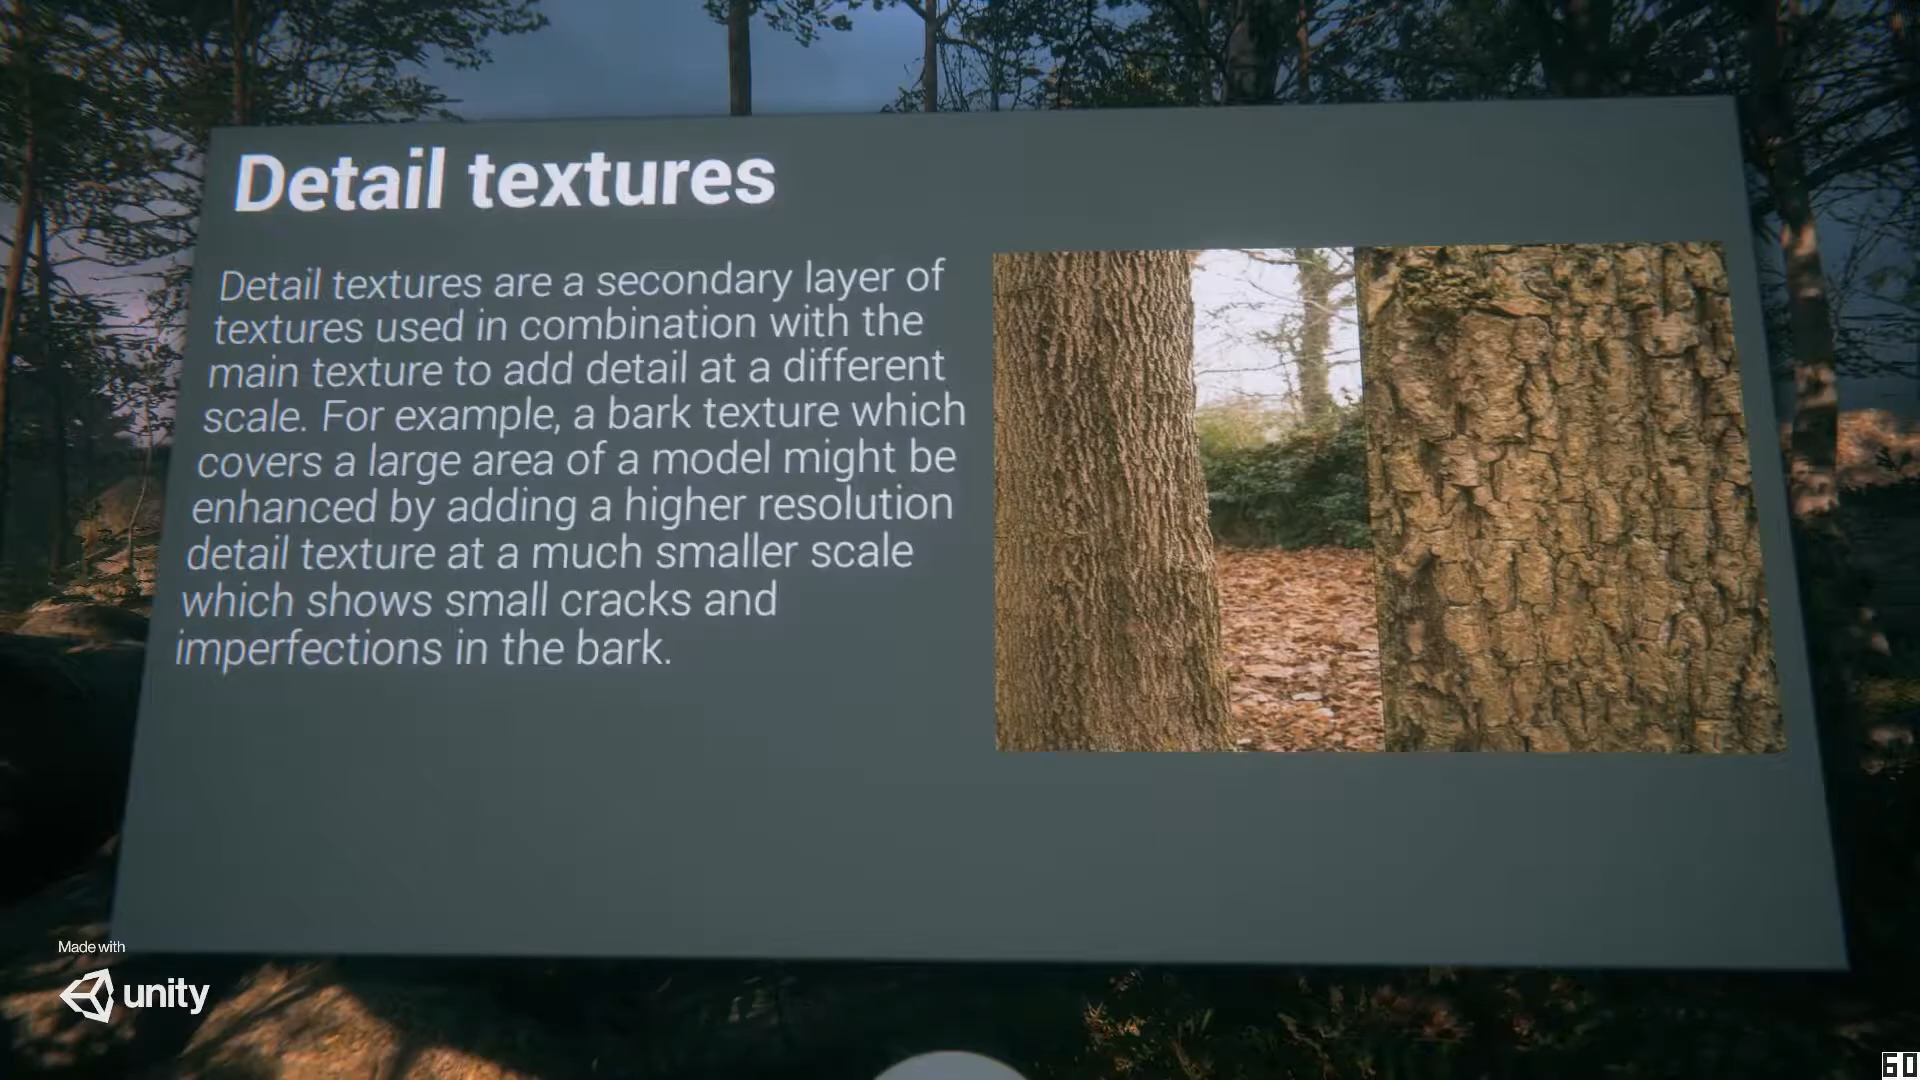 Detail textures
Detail textures are a secondary layer of
textures used in combination with the
main texture to add detail at a different
scale. For example, a bark texture which
covers a large area of a model might be
enhanced by adding a higher resolution
detail texture at a much smaller scale
which shows small cracks and
imperfections in the bark.
Made with
unity
60